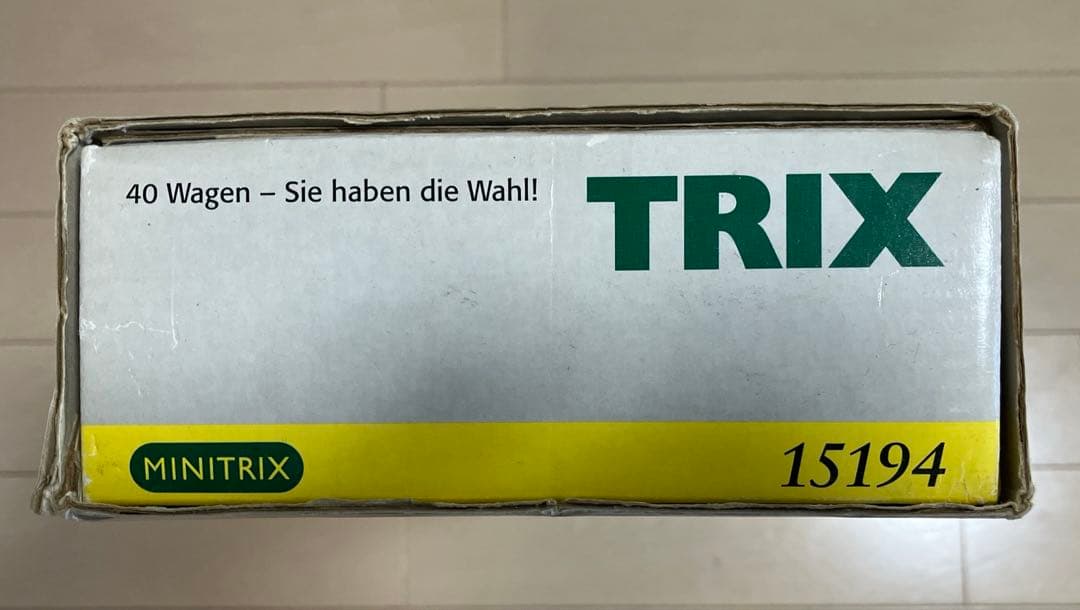 40 Wagen – Sie haben die Wahl!
TRIX
MINITRIX
15194